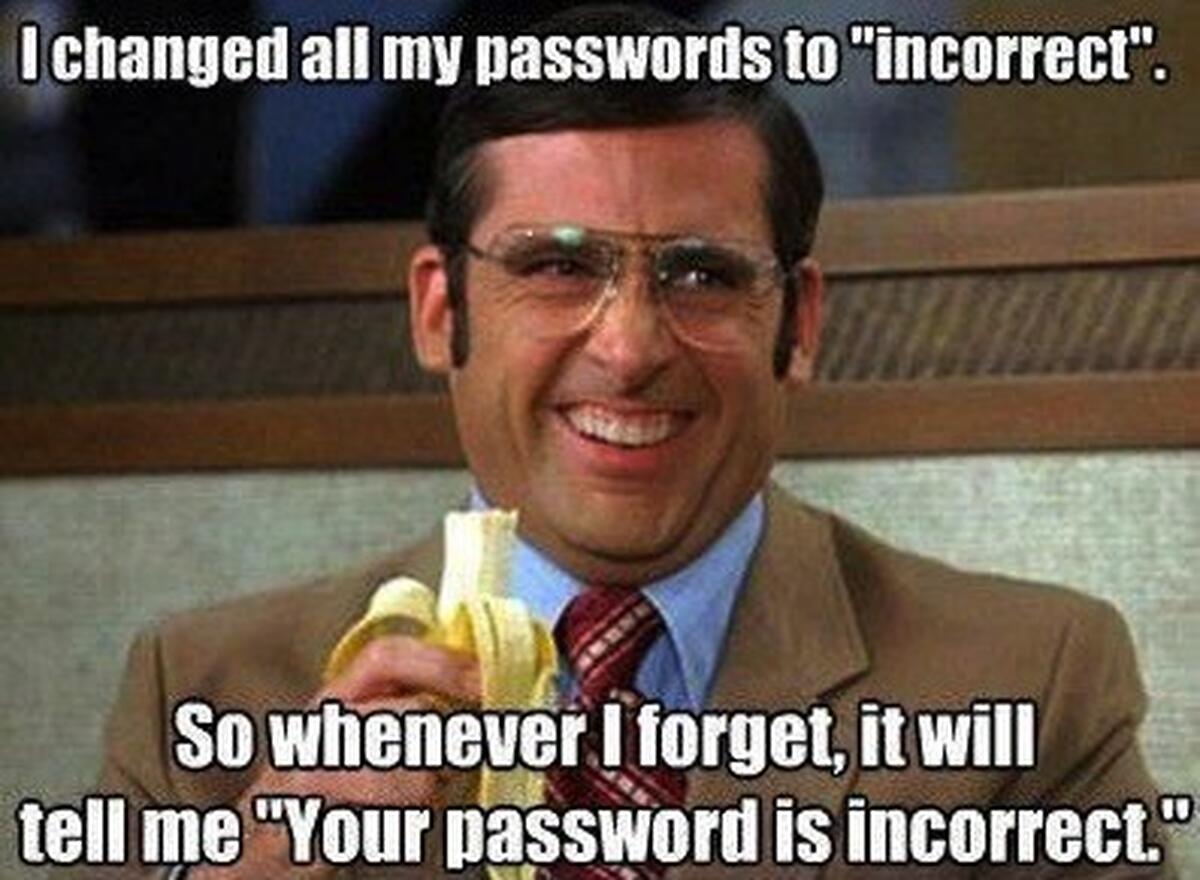 I changed all my passwords to "incorrect".
So whenever I forget, it will
tell me "Your password is incorrect."